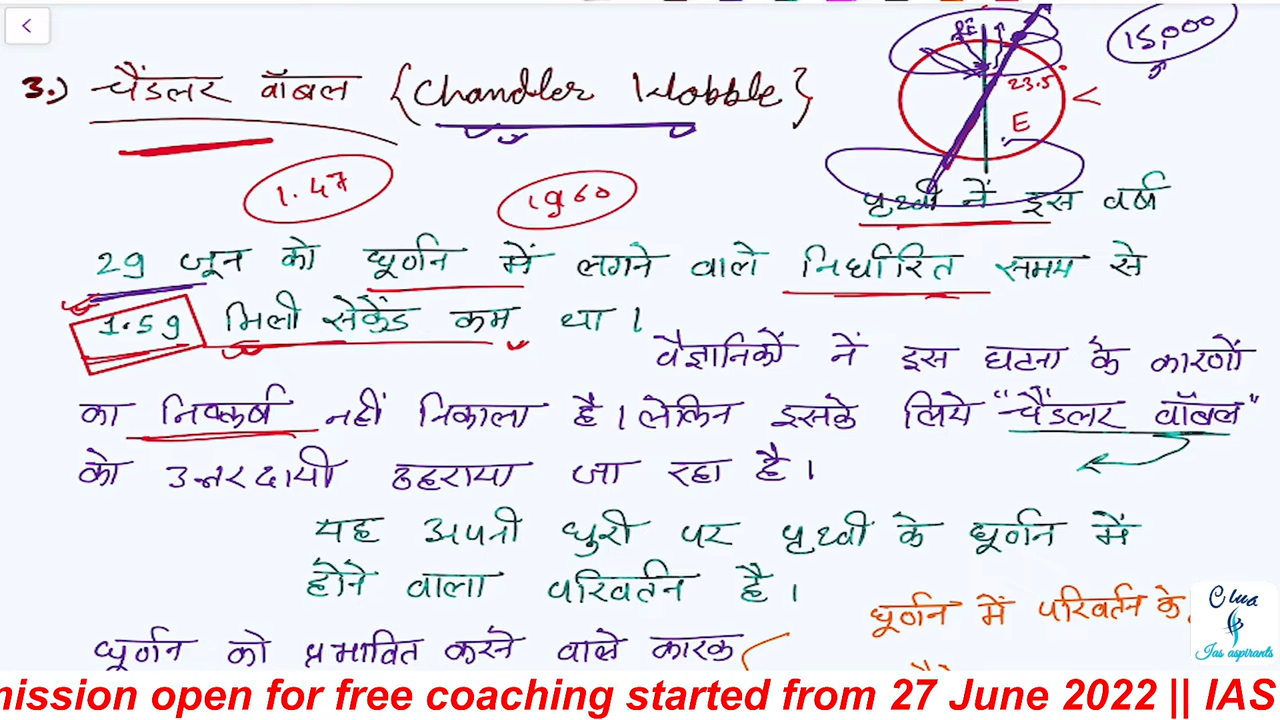 15,000
23.5°
E
3.) चैंडलर वॉबल {Chandler Wobble}
1.47
1960
पृथ्वी नें इस वर्ष
29 जून को घूर्णन में लगने वाले निर्धारित समय से
1.59 मिली सेकैंड कम था।
वैज्ञानिकों नें इस घटना के कारणों
का निष्कर्ष नहीं निकाला है। लेकिन इसके लिये "चैंडलर वॉबल"
को उत्तरदायी ठहराया जा रहा है।
यह अपनी धुरी पर पृथ्वी के घूर्णन में
होने वाला परिवर्तन है।
घूर्णन में परिवर्तन के
घूर्णन को प्रभावित करने वाले कारक
Clue
Ias aspirants
mission open for free coaching started from 27 June 2022 || IAS